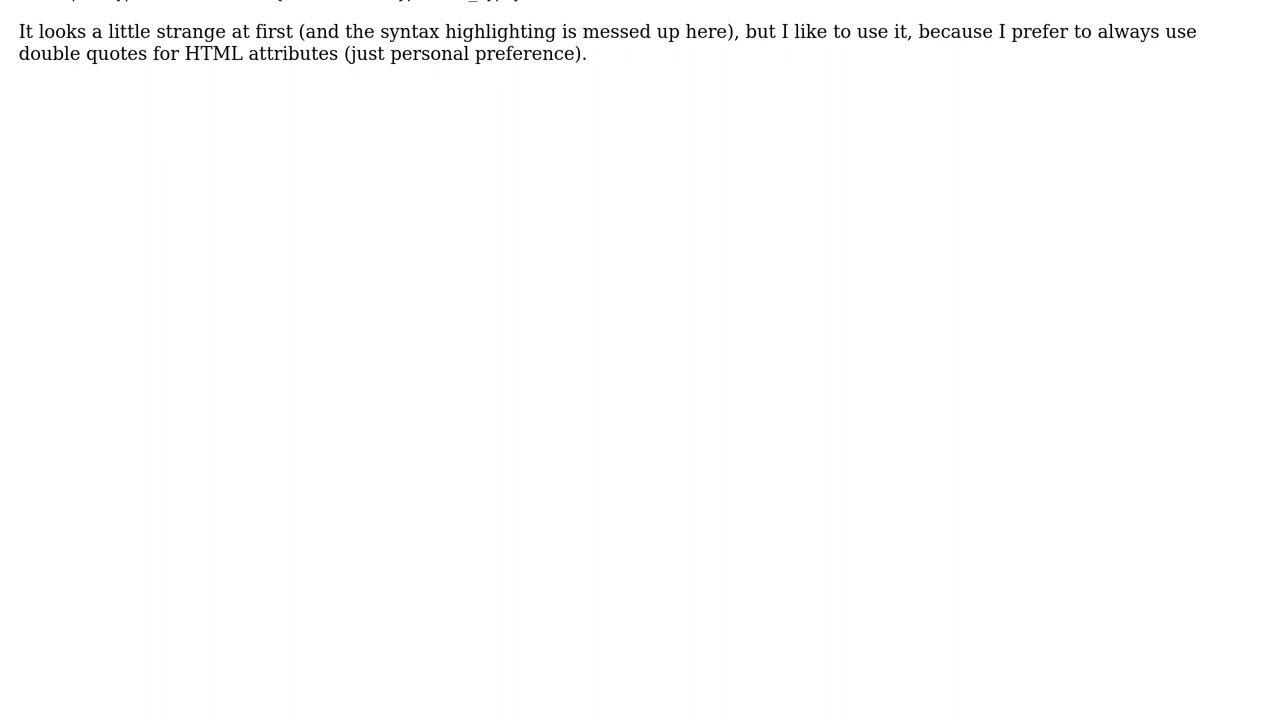 It looks a little strange at first (and the syntax highlighting is messed up here), but I like to use it, because I prefer to always use
double quotes for HTML attributes (just personal preference).